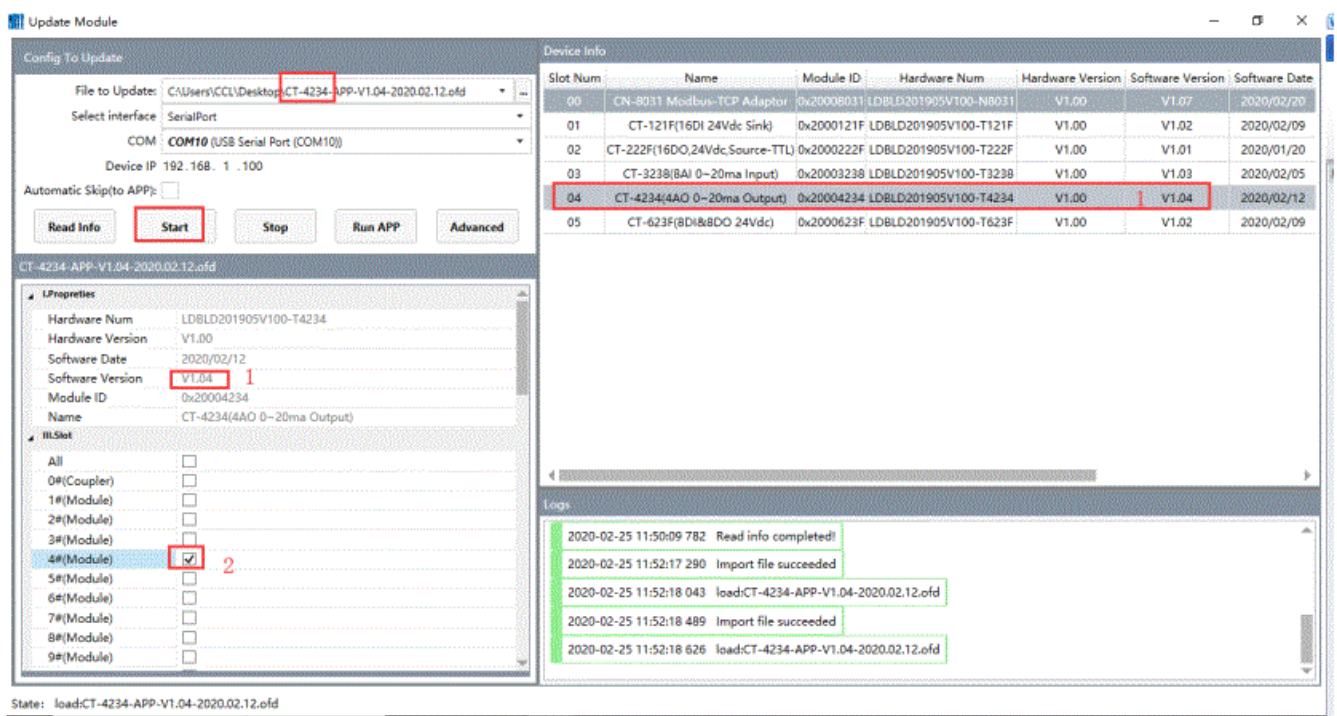 Update Module
Config To Update
File to Update: C:\Users\CCL\Desktop\CT-4234-APP-V1.04-2020.02.12.ofd ...
Select interface SerialPort
COM COM10 (USB Serial Port (COM10))
Device IP 192.168. 1 .100
Automatic Skip(to APP):
Read Info Start Stop Run APP Advanced
CT-4234-APP-V1.04-2020.02.12.ofd
I.Propreties
Hardware Num LDBLD201905V100-T4234
Hardware Version V1.00
Software Date 2020/02/12
Software Version V1.04 1
Module ID 0x20004234
Name CT-4234(4AO 0~20ma Output)
III.Slot
All
0#(Coupler)
1#(Module)
2#(Module)
3#(Module)
4#(Module) 2
5#(Module)
6#(Module)
7#(Module)
8#(Module)
9#(Module)
Device Info
Slot Num Name Module ID Hardware Num Hardware Version Software Version Software Date
00 CN-8031 Modbus-TCP Adaptor 0x20008031 LDBLD201905V100-N8031 V1.00 V1.07 2020/02/20
01 CT-121F(16DI 24Vdc Sink) 0x2000121F LDBLD201905V100-T121F V1.00 V1.02 2020/02/09
02 CT-222F(16DO,24Vdc,Source-TTL) 0x2000222F LDBLD201905V100-T222F V1.00 V1.01 2020/01/20
03 CT-3238(8AI 0~20ma Input) 0x20003238 LDBLD201905V100-T3238 V1.00 V1.03 2020/02/05
04 CT-4234(4AO 0~20ma Output) 0x20004234 LDBLD201905V100-T4234 V1.00 1 V1.04 2020/02/12
05 CT-623F(8DI&8DO 24Vdc) 0x2000623F LDBLD201905V100-T623F V1.00 V1.02 2020/02/09
Logs
2020-02-25 11:50:09 782 Read info completed!
2020-02-25 11:52:17 290 Import file succeeded
2020-02-25 11:52:18 043 load:CT-4234-APP-V1.04-2020.02.12.ofd
2020-02-25 11:52:18 489 Import file succeeded
2020-02-25 11:52:18 626 load:CT-4234-APP-V1.04-2020.02.12.ofd
State: load:CT-4234-APP-V1.04-2020.02.12.ofd